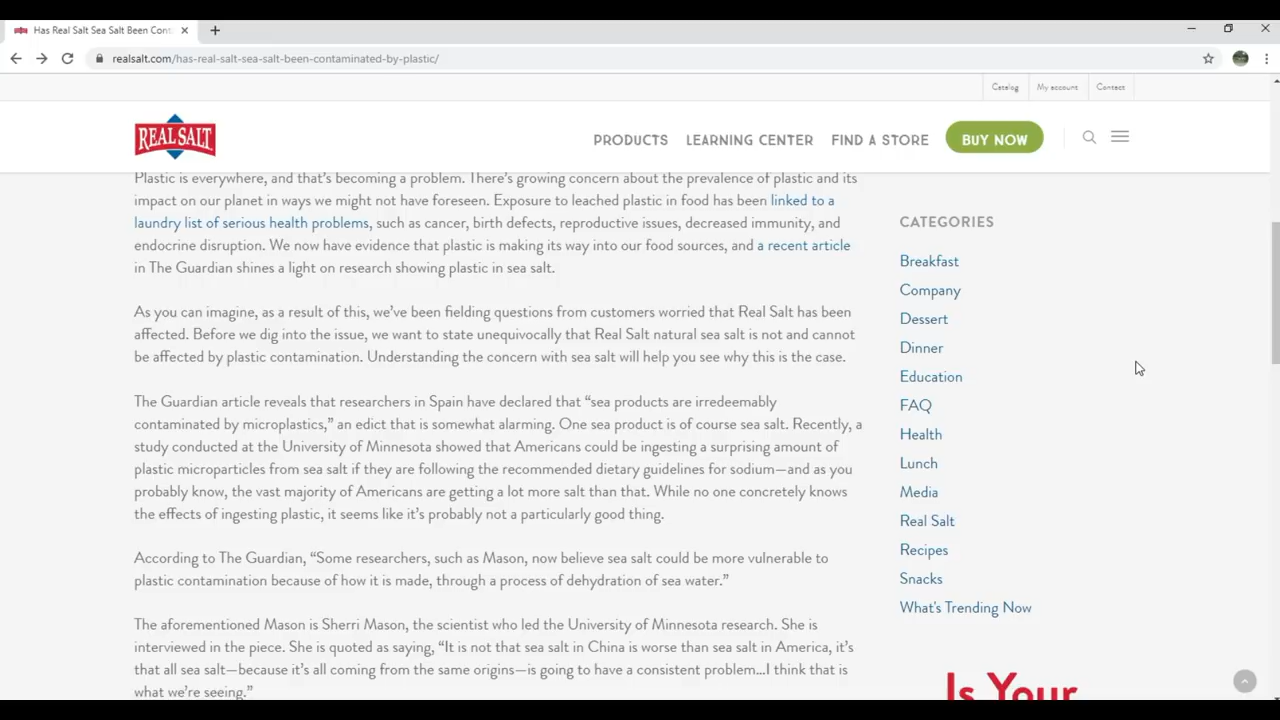 Has Real Salt Sea Salt Been Cont
realsalt.com/has-real-salt-sea-salt-been-contaminated-by-plastic/
Catalog My account Contact
REAL SALT
PRODUCTS LEARNING CENTER FIND A STORE BUY NOW
Plastic is everywhere, and that's becoming a problem. There's growing concern about the prevalence of plastic and its
impact on our planet in ways we might not have foreseen. Exposure to leached plastic in food has been linked to a
laundry list of serious health problems, such as cancer, birth defects, reproductive issues, decreased immunity, and
endocrine disruption. We now have evidence that plastic is making its way into our food sources, and a recent article
in The Guardian shines a light on research showing plastic in sea salt.
As you can imagine, as a result of this, we've been fielding questions from customers worried that Real Salt has been
affected. Before we dig into the issue, we want to state unequivocally that Real Salt natural sea salt is not and cannot
be affected by plastic contamination. Understanding the concern with sea salt will help you see why this is the case.
The Guardian article reveals that researchers in Spain have declared that “sea products are irredeemably
contaminated by microplastics,” an edict that is somewhat alarming. One sea product is of course sea salt. Recently, a
study conducted at the University of Minnesota showed that Americans could be ingesting a surprising amount of
plastic microparticles from sea salt if they are following the recommended dietary guidelines for sodium—and as you
probably know, the vast majority of Americans are getting a lot more salt than that. While no one concretely knows
the effects of ingesting plastic, it seems like it's probably not a particularly good thing.
According to The Guardian, “Some researchers, such as Mason, now believe sea salt could be more vulnerable to
plastic contamination because of how it is made, through a process of dehydration of sea water.”
The aforementioned Mason is Sherri Mason, the scientist who led the University of Minnesota research. She is
interviewed in the piece. She is quoted as saying, “It is not that sea salt in China is worse than sea salt in America, it's
that all sea salt—because it's all coming from the same origins—is going to have a consistent problem…I think that is
what we're seeing.”
CATEGORIES
Breakfast
Company
Dessert
Dinner
Education
FAQ
Health
Lunch
Media
Real Salt
Recipes
Snacks
What's Trending Now
Is Your